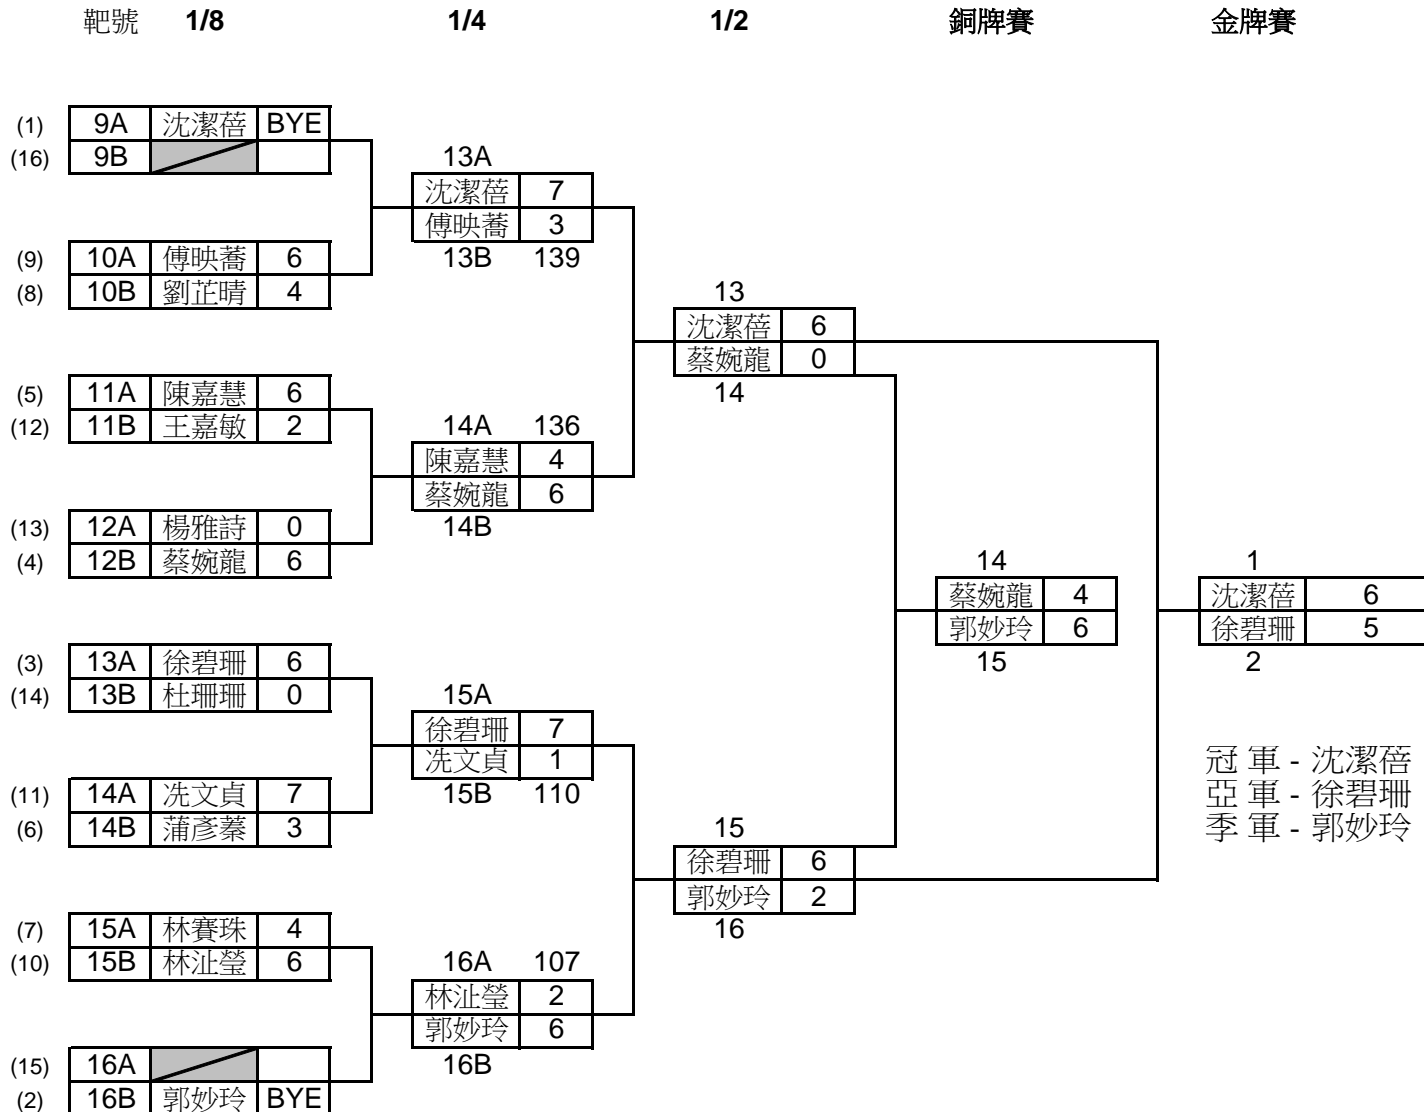 靶號 1/8 1/4 1/2 銅牌賽 金牌賽
(1) 9A 沈潔蓓 BYE
(16) 9B
13A
沈潔蓓 7
傅映蕎 3
13B 139
(9) 10A 傅映蕎 6
(8) 10B 劉芷晴 4
13
沈潔蓓 6
蔡婉龍 0
14
(5) 11A 陳嘉慧 6
(12) 11B 王嘉敏 2
14A 136
陳嘉慧 4
蔡婉龍 6
14B
(13) 12A 楊雅詩 0
(4) 12B 蔡婉龍 6
14
蔡婉龍 4
郭妙玲 6
15
1
沈潔蓓 6
徐碧珊 5
2
(3) 13A 徐碧珊 6
(14) 13B 杜珊珊 0
15A
徐碧珊 7
冼文貞 1
15B 110
冠 軍 - 沈潔蓓
亞 軍 - 徐碧珊
季 軍 - 郭妙玲
(11) 14A 冼文貞 7
(6) 14B 蒲彥蓁 3
15
徐碧珊 6
郭妙玲 2
16
(7) 15A 林賽珠 4
(10) 15B 林沚瑩 6
16A 107
林沚瑩 2
郭妙玲 6
16B
(15) 16A
(2) 16B 郭妙玲 BYE